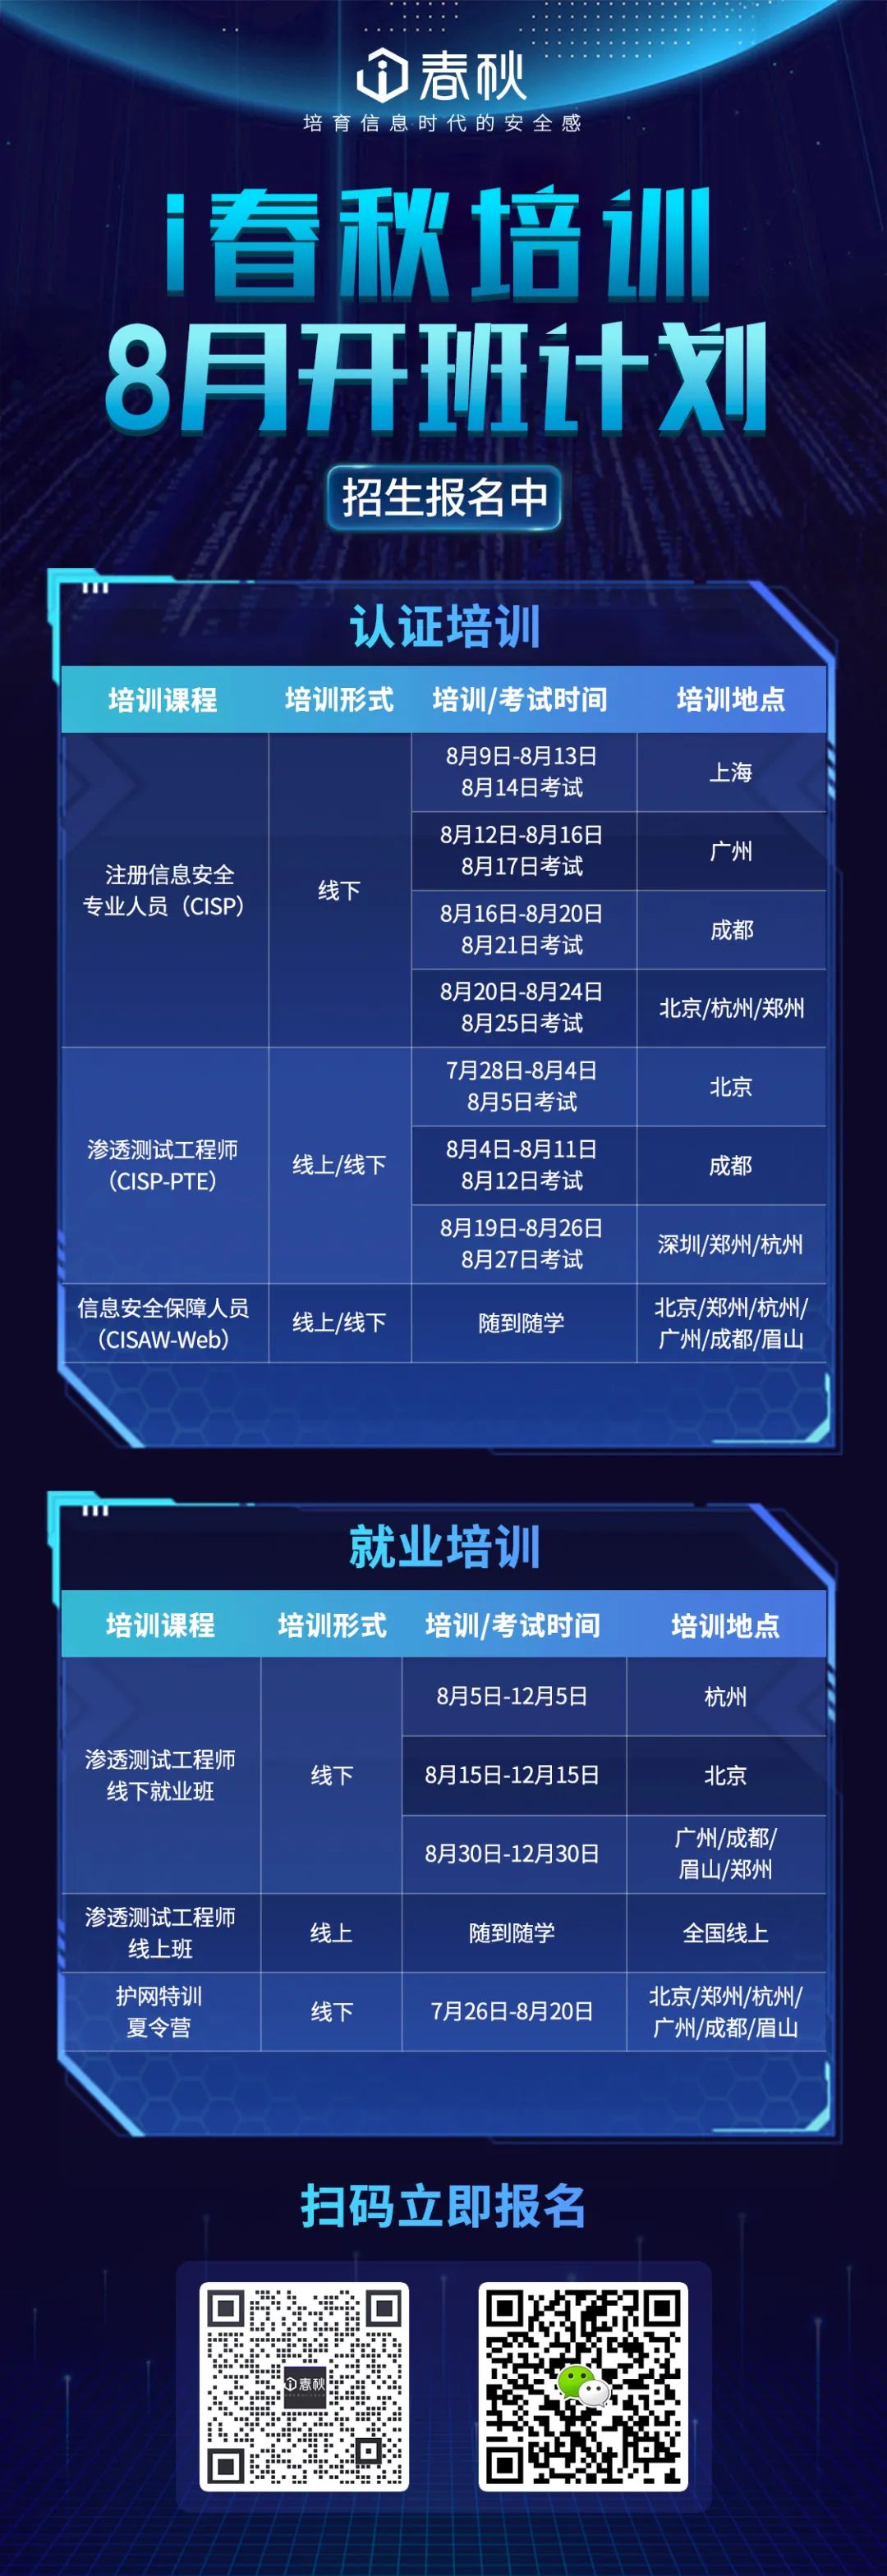 春秋
培育信息时代的安全感
i春秋培训
8月开班计划
招生报名中
认证培训
培训课程 培训形式 培训/考试时间 培训地点
注册信息安全
专业人员（CISP）
线下
8月9日-8月13日
8月14日考试
上海
8月12日-8月16日
8月17日考试
广州
8月16日-8月20日
8月21日考试
成都
8月20日-8月24日
8月25日考试
北京/杭州/郑州
渗透测试工程师
（CISP-PTE）
线上/线下
7月28日-8月4日
8月5日考试
北京
8月4日-8月11日
8月12日考试
成都
8月19日-8月26日
8月27日考试
深圳/郑州/杭州
信息安全保障人员
（CISAW-Web）
线上/线下
随到随学
北京/郑州/杭州/
广州/成都/眉山
就业培训
培训课程 培训形式 培训/考试时间 培训地点
渗透测试工程师
线下就业班
线下
8月5日-12月5日
杭州
8月15日-12月15日
北京
8月30日-12月30日
广州/成都/
眉山/郑州
渗透测试工程师
线上班
线上
随到随学
全国线上
护网特训
夏令营
线下
7月26日-8月20日
北京/郑州/杭州/
广州/成都/眉山
扫码立即报名
春秋